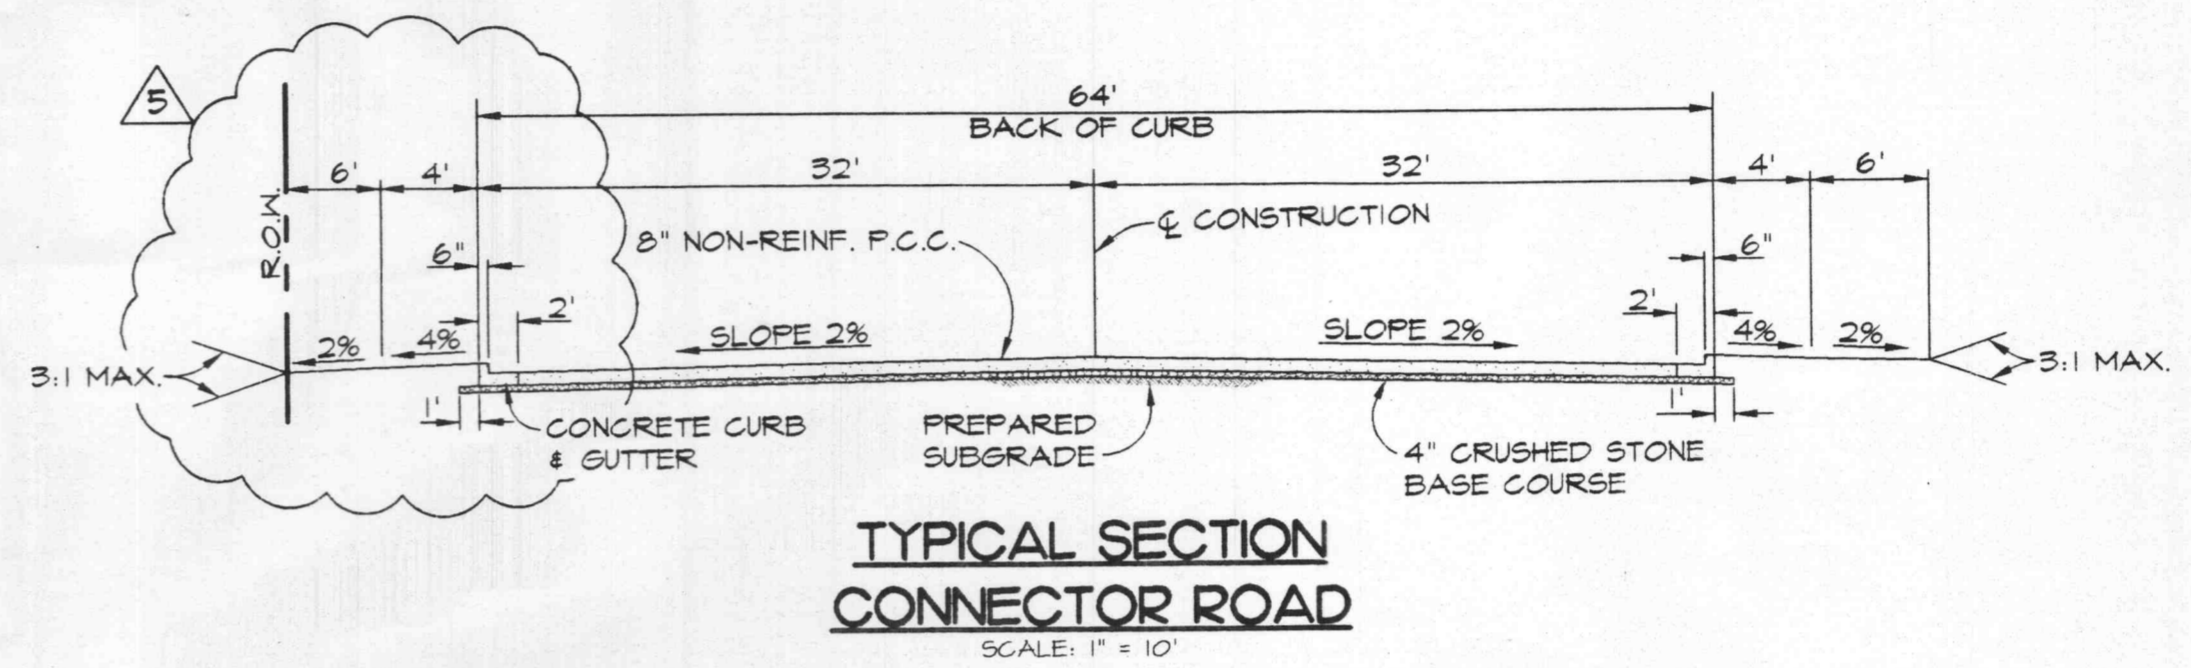 5
64'
BACK OF CURB
6' 4' 32' 32' 4' 6'
R.O.W.
8" NON-REINF. P.C.C.
℄ CONSTRUCTION
6" 6"
2' 2'
2% 4% SLOPE 2% SLOPE 2% 4% 2%
3:1 MAX. 3:1 MAX.
1' 1'
CONCRETE CURB
& GUTTER
PREPARED
SUBGRADE
4" CRUSHED STONE
BASE COURSE
TYPICAL SECTION
CONNECTOR ROAD
SCALE: 1" = 10'